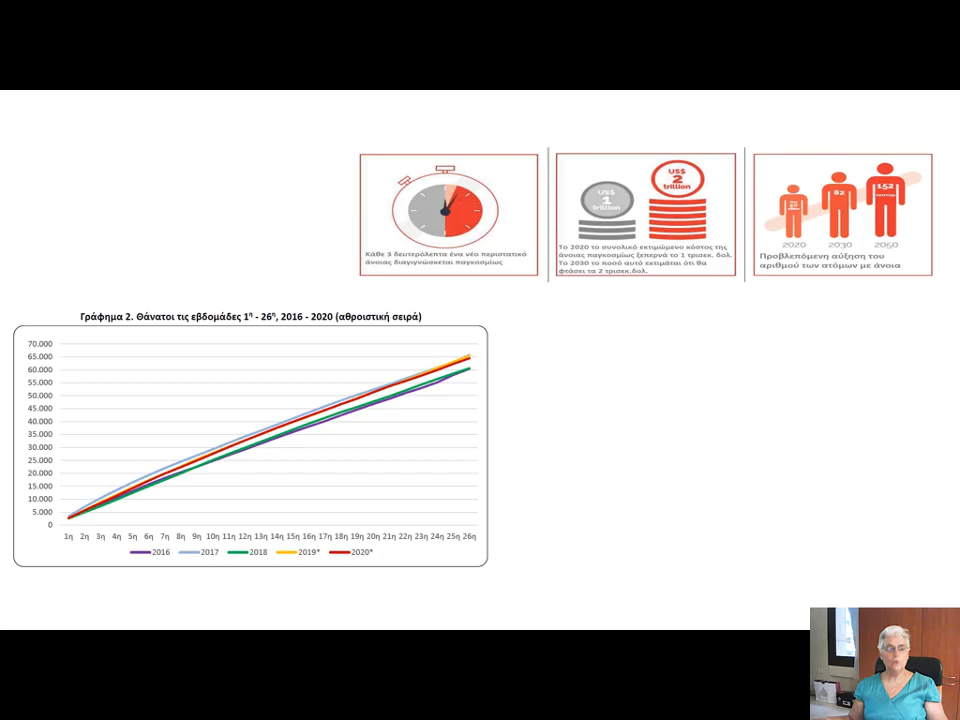 US$
1
trillion
US$
2
trillion
82
152
2020 2030 2050
Κάθε 3 δευτερόλεπτα ένα νέο περιστατικό
άνοιας διαγιγνώσκεται παγκοσμίως
Το 2020 το συνολικό εκτιμώμενο κόστος της
άνοιας παγκοσμίως ξεπερνά το 1 τρισεκ. δολ.
Το 2030 το ποσό αυτό εκτιμάται ότι θα
φτάσει τα 2 τρισεκ.δολ.
Προβλεπόμενη αύξηση του
αριθμού των ατόμων με άνοια
Γράφημα 2. Θάνατοι τις εβδομάδες 1η - 26η, 2016 - 2020 (αθροιστική σειρά)
70.000
65.000
60.000
55.000
50.000
45.000
40.000
35.000
30.000
25.000
20.000
15.000
10.000
5.000
0
1η 2η 3η 4η 5η 6η 7η 8η 9η 10η 11η 12η 13η 14η 15η 16η 17η 18η 19η 20η 21η 22η 23η 24η 25η 26η
2016 2017 2018 2019* 2020*